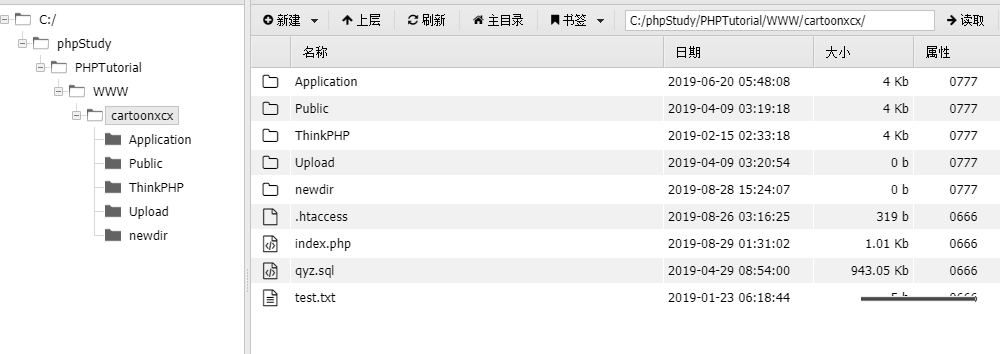 C:/
phpStudy
PHPTutorial
WWW
cartoonxcx
Application
Public
ThinkPHP
Upload
newdir
新建 上层 刷新 主目录 书签 C:/phpStudy/PHPTutorial/WWW/cartoonxcx/ 读取
名称 日期 大小 属性
Application 2019-06-20 05:48:08 4 Kb 0777
Public 2019-04-09 03:19:18 4 Kb 0777
ThinkPHP 2019-02-15 02:33:18 4 Kb 0777
Upload 2019-04-09 03:20:54 0 b 0777
newdir 2019-08-28 15:24:07 0 b 0777
.htaccess 2019-08-26 03:16:25 319 b 0666
index.php 2019-08-29 01:31:02 1.01 Kb 0666
qyz.sql 2019-04-29 08:54:00 943.05 Kb 0666
test.txt 2019-01-23 06:18:44